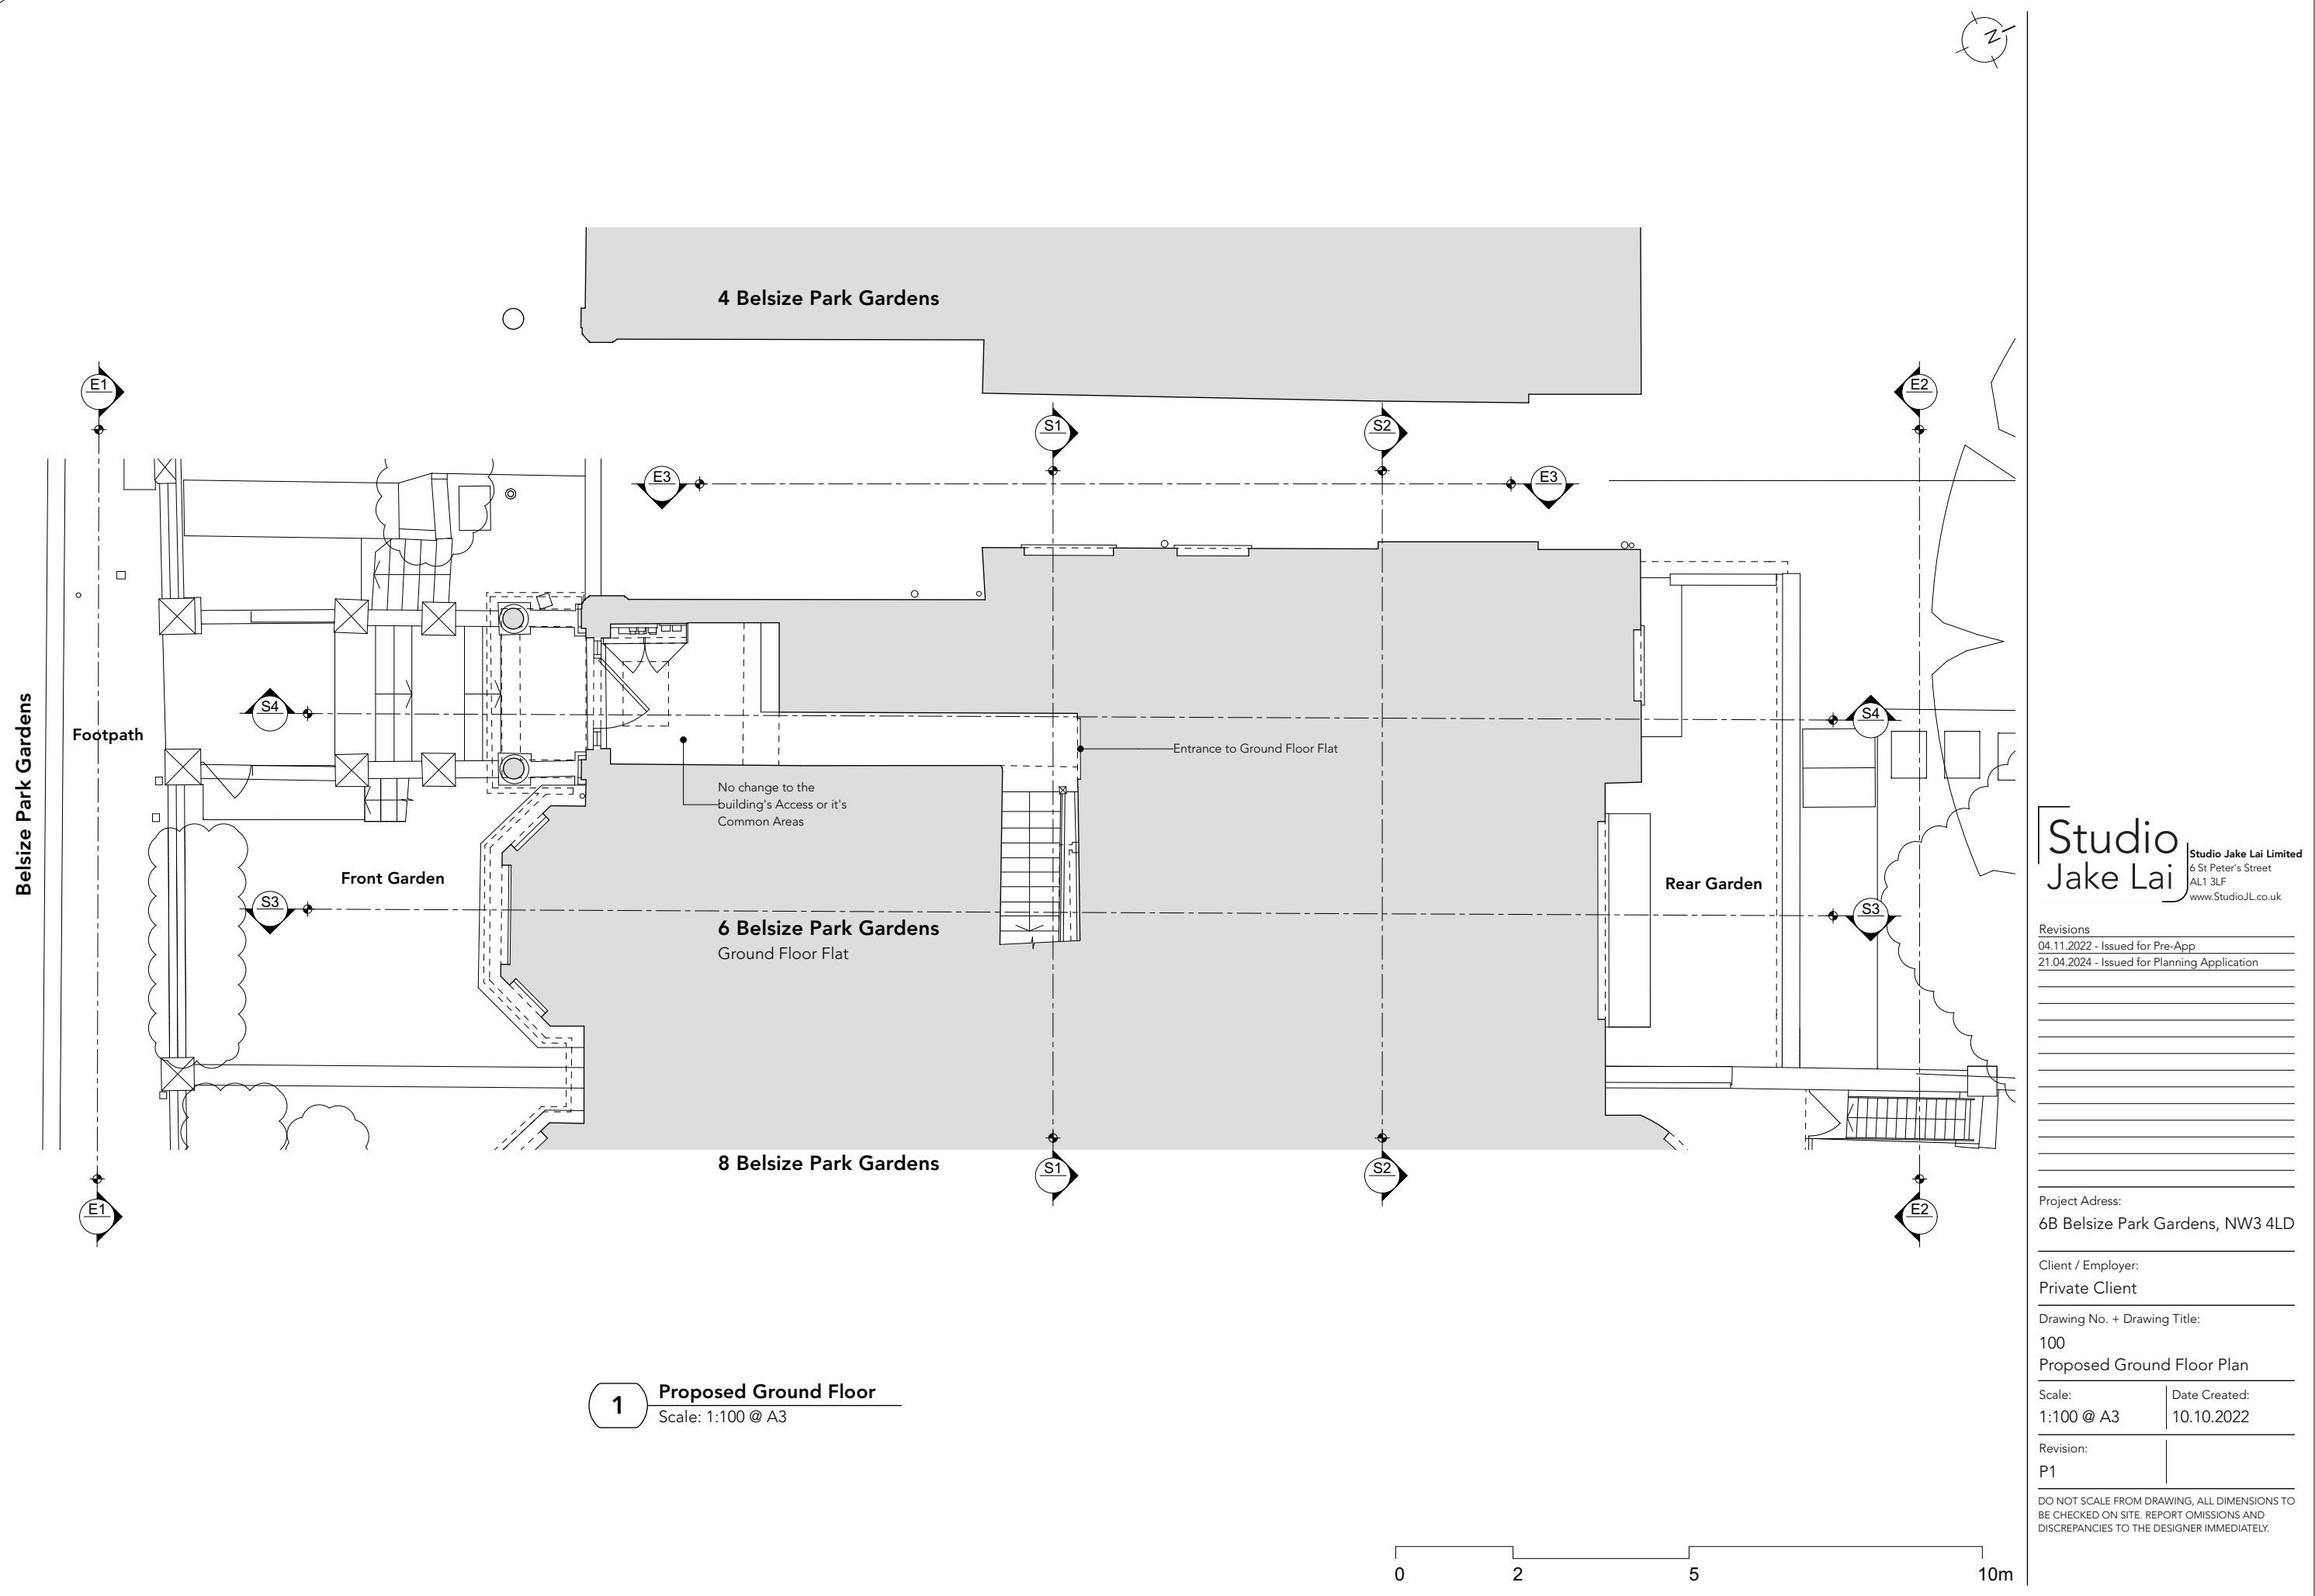 N
4 Belsize Park Gardens
E1
E2
S1
S2
E3
E3
Belsize Park Gardens
Footpath
S4
S4
Entrance to Ground Floor Flat
No change to the
building's Access or it's
Common Areas
Front Garden
Rear Garden
S3
S3
6 Belsize Park Gardens
Ground Floor Flat
8 Belsize Park Gardens
S1
S2
E1
E2
1
Proposed Ground Floor
Scale: 1:100 @ A3
0 2 5 10m
Studio
Jake Lai
Studio Jake Lai Limited
6 St Peter's Street
AL1 3LF
www.StudioJL.co.uk
Revisions
04.11.2022 - Issued for Pre-App
21.04.2024 - Issued for Planning Application
Project Adress:
6B Belsize Park Gardens, NW3 4LD
Client / Employer:
Private Client
Drawing No. + Drawing Title:
100
Proposed Ground Floor Plan
Scale:
1:100 @ A3
Date Created:
10.10.2022
Revision:
P1
DO NOT SCALE FROM DRAWING, ALL DIMENSIONS TO
BE CHECKED ON SITE. REPORT OMISSIONS AND
DISCREPANCIES TO THE DESIGNER IMMEDIATELY.